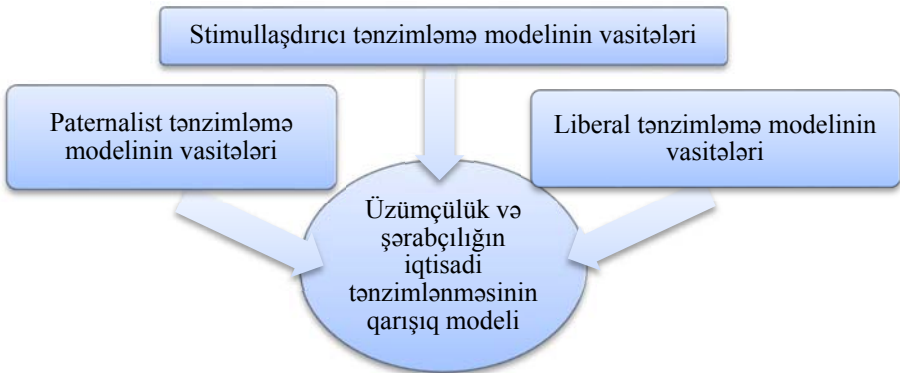 Stimullaşdırıcı tənzimləmə modelinin vasitələri
Paternalist tənzimləmə
modelinin vasitələri
Liberal tənzimləmə modelinin
vasitələri
Üzümçülük və
şərabçılığın
iqtisadi
tənzimlənməsinin
qarışıq modeli